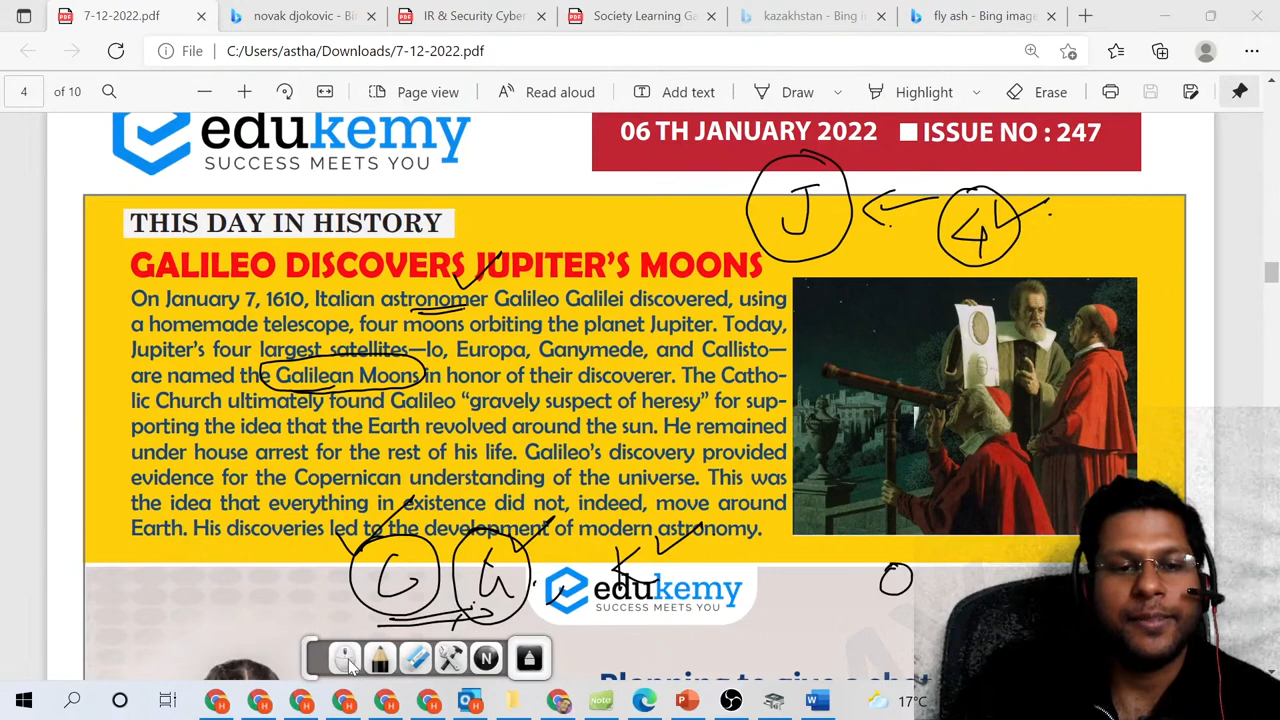 7-12-2022.pdf
novak djokovic - Bi
IR & Security Cyber
Society Learning Ga
kazakhstan - Bing i
fly ash - Bing image
File
C:/Users/astha/Downloads/7-12-2022.pdf
4 of 10
Page view
Read aloud
Add text
Draw
Highlight
Erase
edukemy
SUCCESS MEETS YOU
06 TH JANUARY 2022 ■ ISSUE NO : 247
J
4
THIS DAY IN HISTORY
GALILEO DISCOVERS JUPITER'S MOONS
On January 7, 1610, Italian astronomer Galileo Galilei discovered, using
a homemade telescope, four moons orbiting the planet Jupiter. Today,
Jupiter's four largest satellites—Io, Europa, Ganymede, and Callisto—
are named the Galilean Moons in honor of their discoverer. The Catho-
lic Church ultimately found Galileo “gravely suspect of heresy” for sup-
porting the idea that the Earth revolved around the sun. He remained
under house arrest for the rest of his life. Galileo's discovery provided
evidence for the Copernican understanding of the universe. This was
the idea that everything in existence did not, indeed, move around
Earth. His discoveries led to the development of modern astronomy.
K
edukemy
SUCCESS MEETS YOU
N
17°C